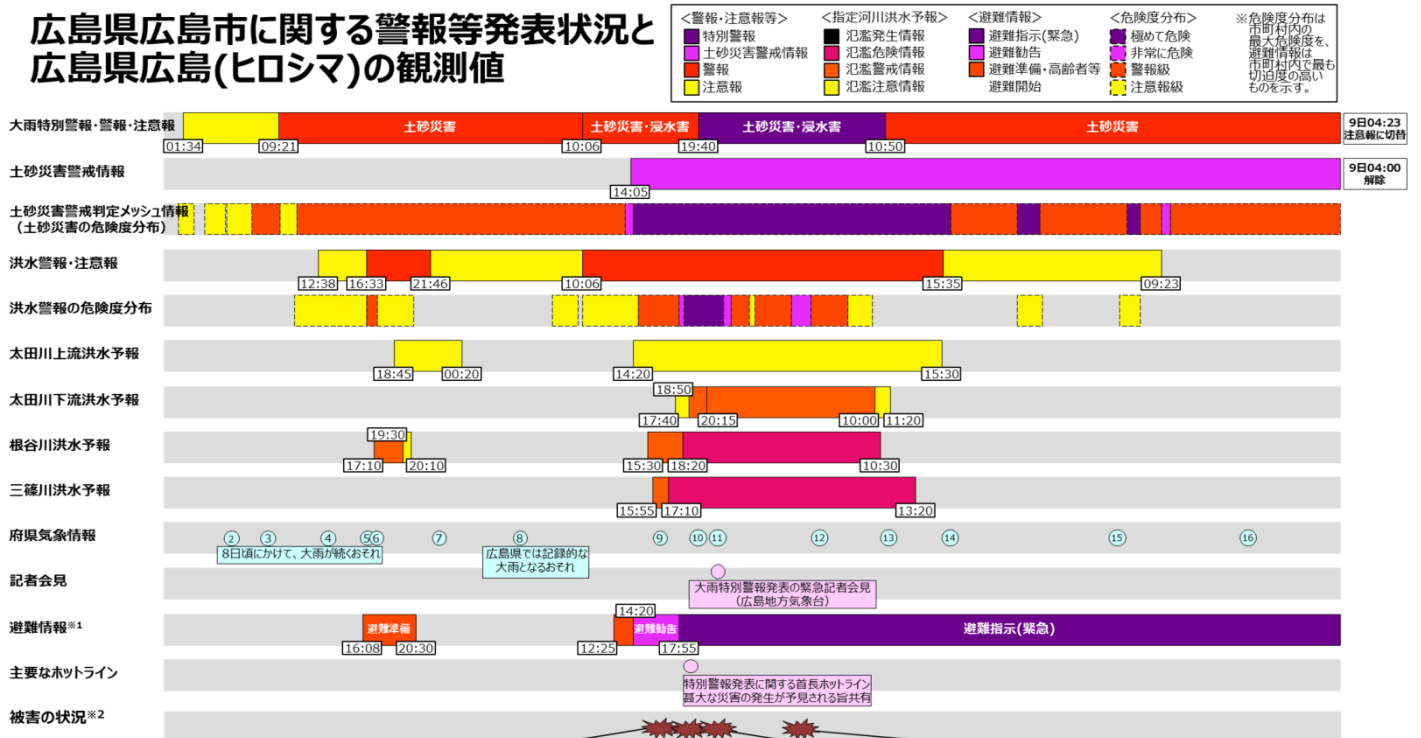 広島県広島市に関する警報等発表状況と
広島県広島(ヒロシマ)の観測値
<警報・注意報等>
特別警報
土砂災害警戒情報
警報
注意報
<指定河川洪水予報>
氾濫発生情報
氾濫危険情報
氾濫警戒情報
氾濫注意情報
<避難情報>
避難指示(緊急)
避難勧告
避難準備・高齢者等
避難開始
<危険度分布>
極めて危険
非常に危険
警報級
注意報級
※危険度分布は
市町村内の
最大危険度を、
避難情報は
市町村内で最も
切迫度の高い
ものを示す。
大雨特別警報・警報・注意報
土砂災害
土砂災害・浸水害
土砂災害・浸水害
土砂災害
01:34
09:21
10:06
19:40
10:50
9日04:23
注意報に切替
土砂災害警戒情報
14:05
9日04:00
解除
土砂災害警戒判定メッシュ情報
(土砂災害の危険度分布)
洪水警報・注意報
12:38
16:33
21:46
10:06
15:35
09:23
洪水警報の危険度分布
太田川上流洪水予報
18:45
00:20
14:20
15:30
太田川下流洪水予報
18:50
17:40
20:15
10:00
11:20
根谷川洪水予報
19:30
17:10
20:10
15:30
18:20
10:30
三篠川洪水予報
15:55
17:10
13:20
府県気象情報
② ③ ④ ⑤ ⑥ ⑦ ⑧ ⑨ ⑩ ⑪ ⑫ ⑬ ⑭ ⑮ ⑯
8日頃にかけて、大雨が続くおそれ
広島県では記録的な
大雨となるおそれ
記者会見
大雨特別警報発表の緊急記者会見
(広島地方気象台)
避難情報※1
避難準備
14:20
避難勧告
避難指示(緊急)
16:08
20:30
12:25
17:55
主要なホットライン
特別警報発表に関する首長ホットライン
甚大な災害の発生が予見される旨共有
被害の状況※2